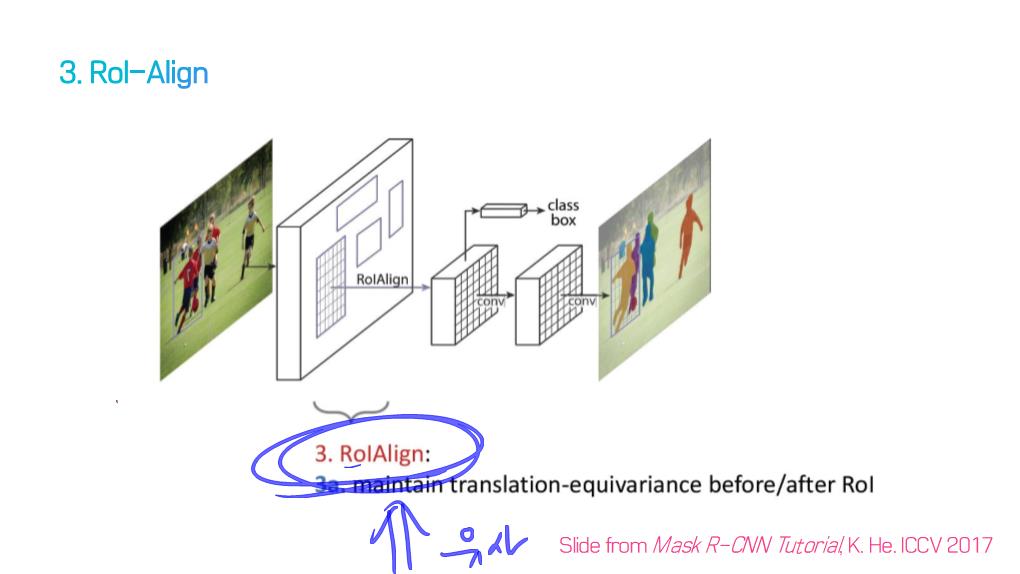 3. RoI-Align
class
box
RoIAlign
conv
conv
3. RoIAlign:
3a. maintain translation-equivariance before/after RoI
유사
Slide from Mask R-CNN Tutorial, K. He. ICCV 2017